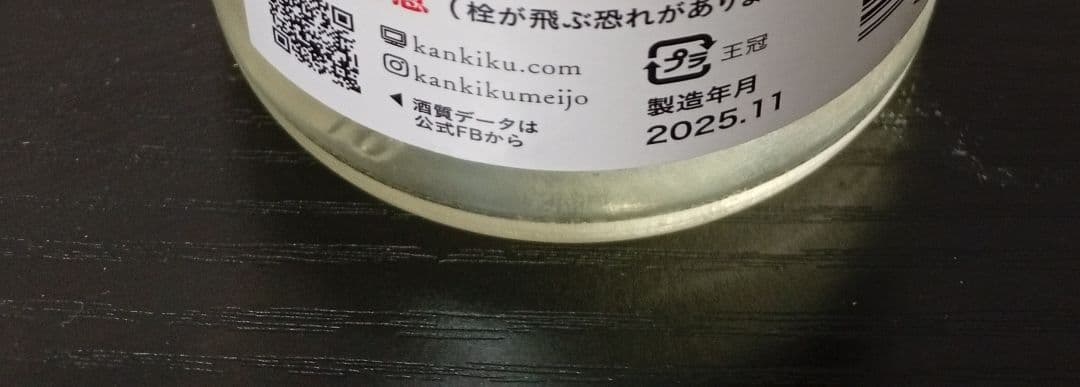 （栓が飛ぶ恐れがありま
kankiku.com
kankikumeijo
◀ 酒質データは
公式FBから
プラ 王冠
製造年月
2025.11